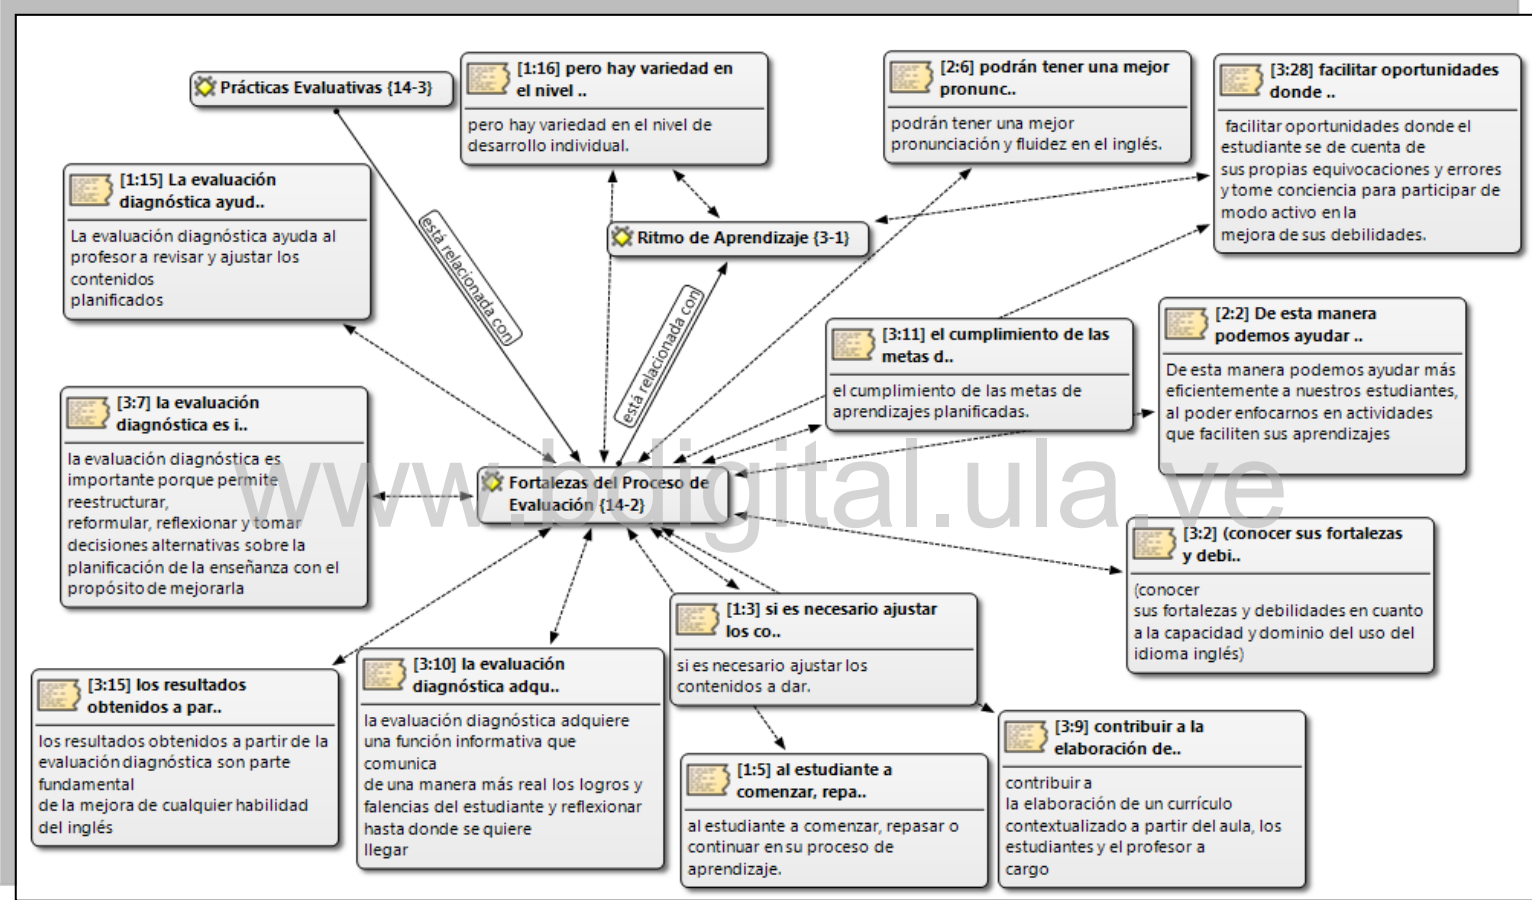 Prácticas Evaluativas {14-3}
[1:16] pero hay variedad en
el nivel ..
pero hay variedad en el nivel de
desarrollo individual.
[2:6] podrán tener una mejor
pronunc..
podrán tener una mejor
pronunciación y fluidez en el inglés.
[3:28] facilitar oportunidades
donde ..
facilitar oportunidades donde el
estudiante se de cuenta de
sus propias equivocaciones y errores
y tome conciencia para participar de
modo activo en la
mejora de sus debilidades.
[1:15] La evaluación
diagnóstica ayud..
La evaluación diagnóstica ayuda al
profesor a revisar y ajustar los
contenidos
planificados
está relacionada con
Ritmo de Aprendizaje {3-1}
está relacionada con
[3:11] el cumplimiento de las
metas d..
el cumplimiento de las metas de
aprendizajes planificadas.
[2:2] De esta manera
podemos ayudar ..
De esta manera podemos ayudar más
eficientemente a nuestros estudiantes,
al poder enfocarnos en actividades
que faciliten sus aprendizajes
[3:7] la evaluación
diagnóstica es i..
la evaluación diagnóstica es
importante porque permite
reestructurar,
reformular, reflexionar y tomar
decisiones alternativas sobre la
planificación de la enseñanza con el
propósito de mejorarla
Fortalezas del Proceso de
Evaluación {14-2}
www.bdigital.ula.ve
[3:2] (conocer sus fortalezas
y debi..
(conocer
sus fortalezas y debilidades en cuanto
a la capacidad y dominio del uso del
idioma inglés)
[3:15] los resultados
obtenidos a par..
los resultados obtenidos a partir de la
evaluación diagnóstica son parte
fundamental
de la mejora de cualquier habilidad
del inglés
[3:10] la evaluación
diagnóstica adqu..
la evaluación diagnóstica adquiere
una función informativa que
comunica
de una manera más real los logros y
falencias del estudiante y reflexionar
hasta donde se quiere
llegar
[1:3] si es necesario ajustar
los co..
si es necesario ajustar los
contenidos a dar.
[1:5] al estudiante a
comenzar, repa..
al estudiante a comenzar, repasar o
continuar en su proceso de
aprendizaje.
[3:9] contribuir a la
elaboración de..
contribuir a
la elaboración de un currículo
contextualizado a partir del aula, los
estudiantes y el profesor a
cargo